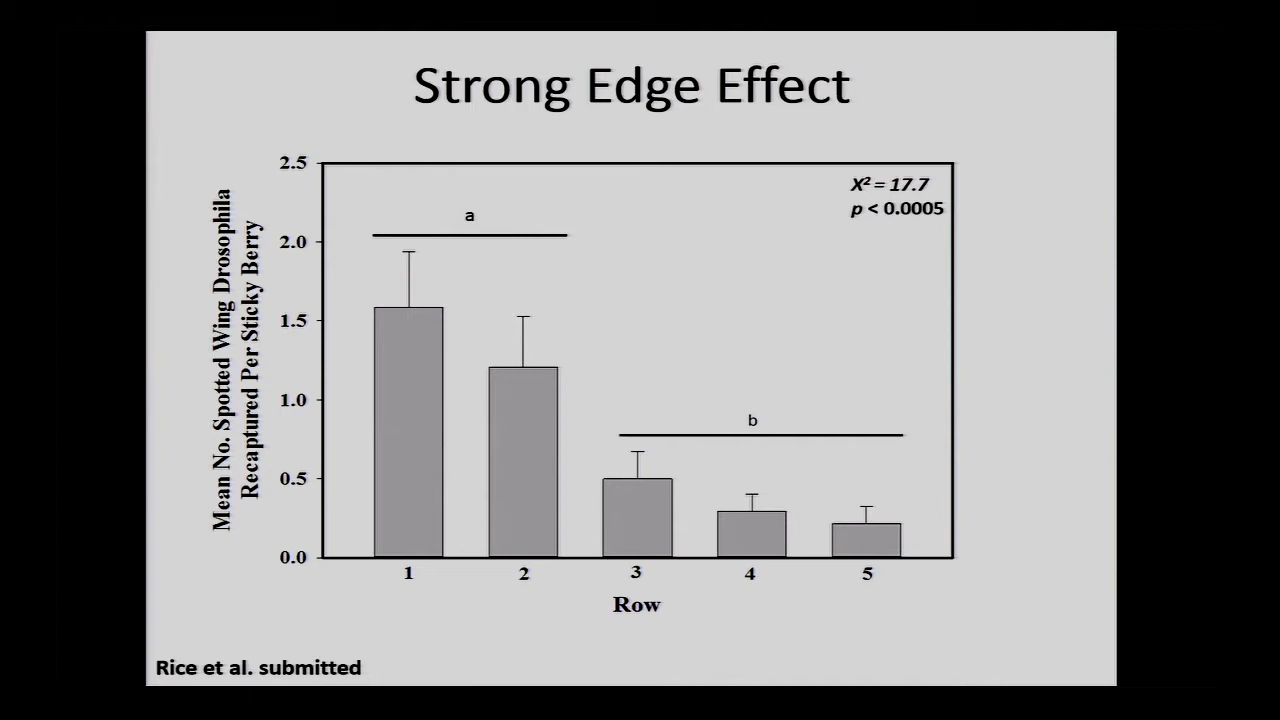 Strong Edge Effect
Mean No. Spotted Wing Drosophila
Recaptured Per Sticky Berry
2.5
2.0
1.5
1.0
0.5
0.0
X² = 17.7
p < 0.0005
a
b
1 2 3 4 5
Row
Rice et al. submitted